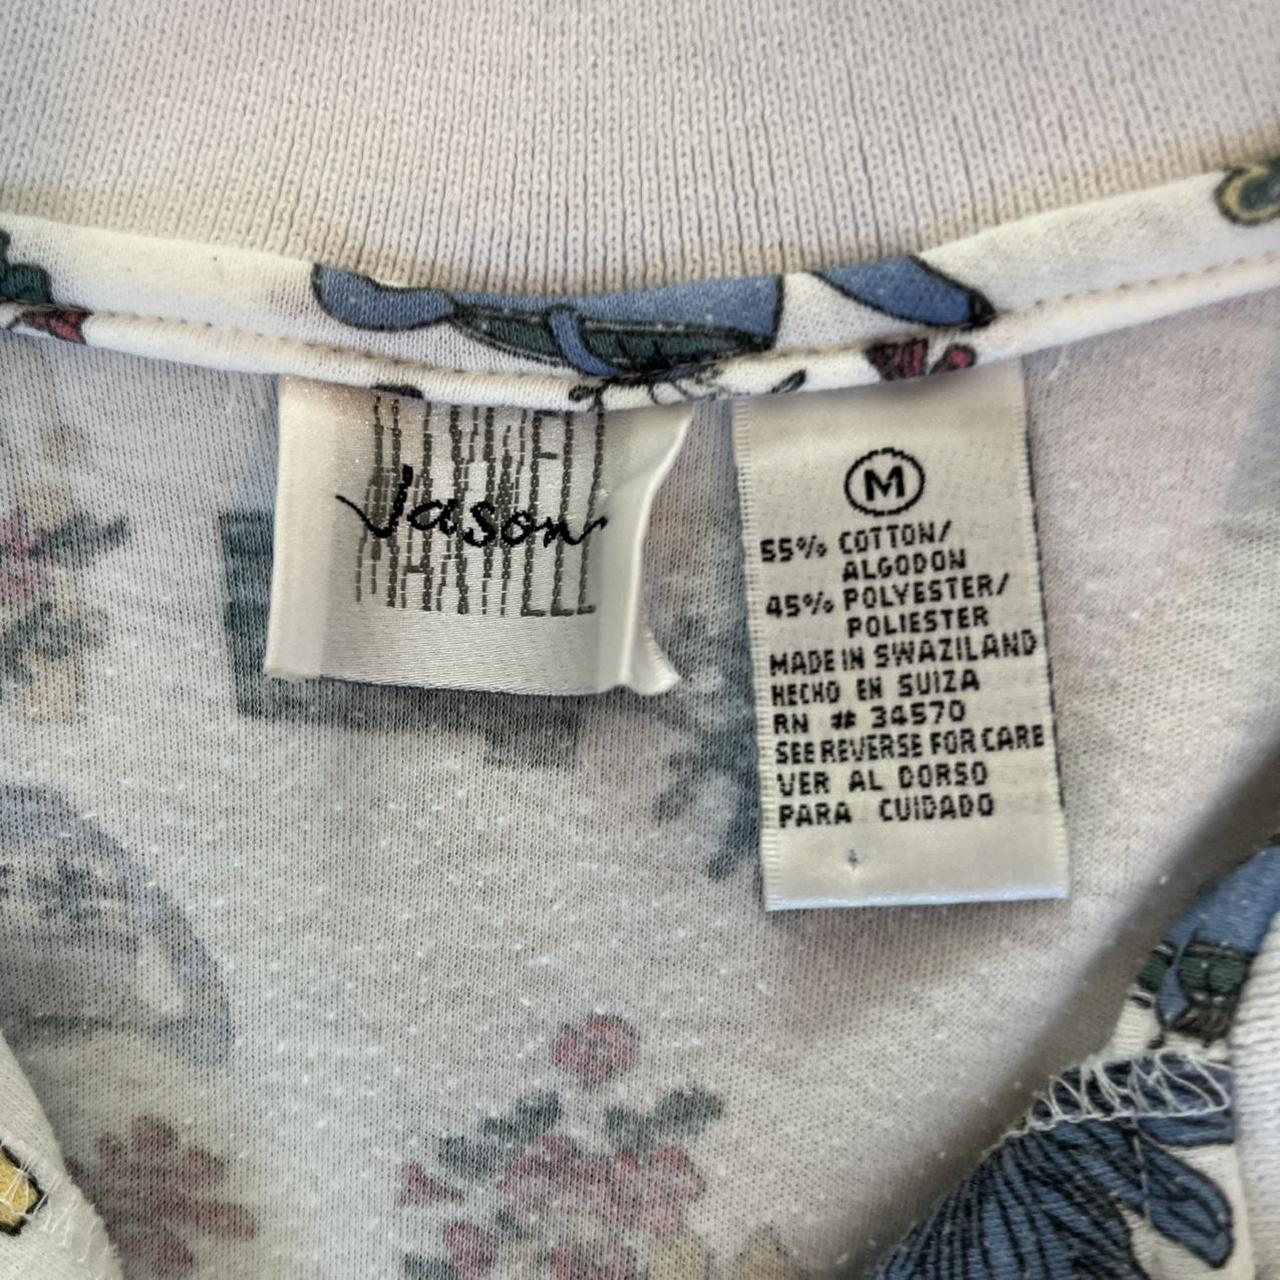 MAXWELL
Jason
MAXWELL
M
55% COTTON/
ALGODON
45% POLYESTER/
POLIESTER
MADE IN SWAZILAND
HECHO EN SUIZA
RN # 34570
SEE REVERSE FOR CARE
VER AL DORSO
PARA CUIDADO